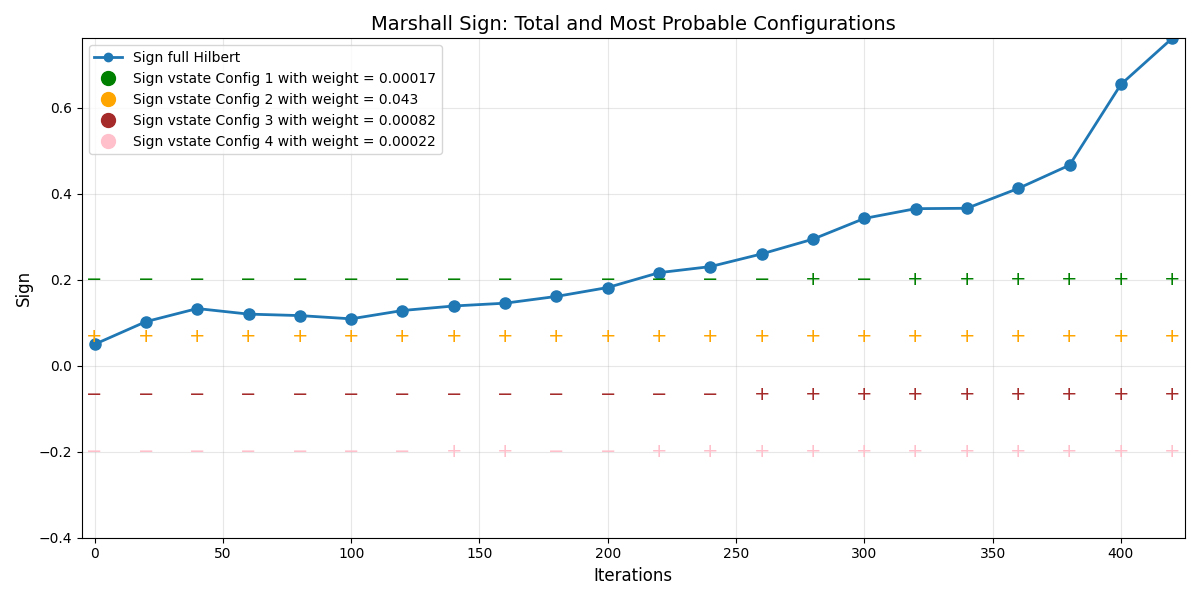 Marshall Sign: Total and Most Probable Configurations
Sign full Hilbert
Sign vstate Config 1 with weight = 0.00017
Sign vstate Config 2 with weight = 0.043
Sign vstate Config 3 with weight = 0.00082
Sign vstate Config 4 with weight = 0.00022
Sign
0.6
0.4
0.2
0.0
−0.2
−0.4
− − − − − − − − − − − − − − + − + + + + + +
+ + + + + + + + + + + + + + + + + + + + + +
− − − − − − − − − − − − − + + + + + + + + +
− − − − − − − + + − − + + + + + + + + + + +
0 50 100 150 200 250 300 350 400
Iterations